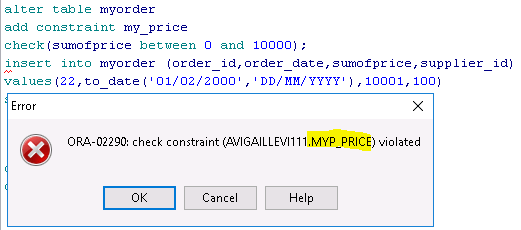 alter table myorder
add constraint my_price
check(sumofprice between 0 and 10000);
insert into myorder (order_id,order_date,sumofprice,supplier_id)
values(22,to_date('01/02/2000','DD/MM/YYYY'),10001,100)
Error
ORA-02290: check constraint (AVIGAILLEVI111.MYP_PRICE) violated
OK Cancel Help